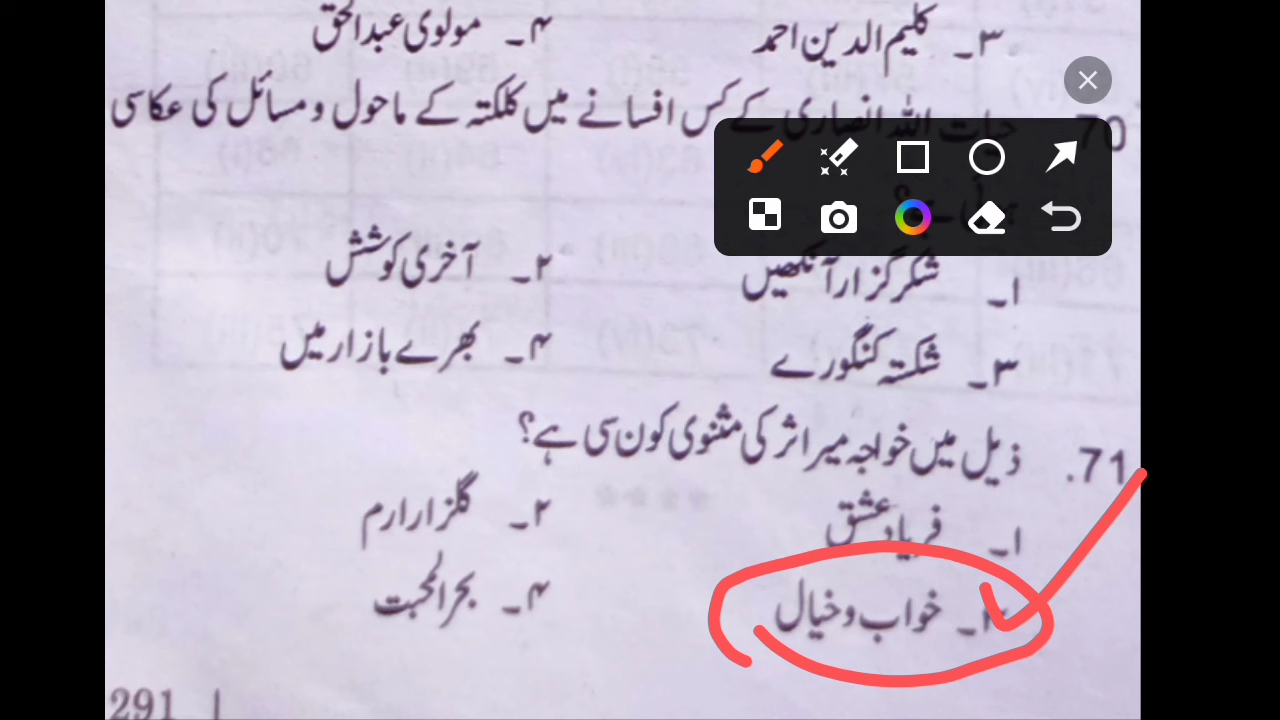 ۳۔ کلیم الدین احمد ۴۔ مولوی عبدالحق
70 حیات اللہ انصاری کے کس افسانے میں کلکتہ کے ماحول و مسائل کی عکاسی
۱۔ شکر گزار آنکھیں ۲۔ آخری کوشش
۳۔ شکستہ کنگورے ۴۔ بھرے بازار میں
71. ذیل میں خواجہ میر اثر کی مثنوی کون سی ہے؟
۱۔ فریاد عشق ۲۔ گلزار ارم
۳۔ خواب و خیال ۴۔ بحر المحبت
291 |